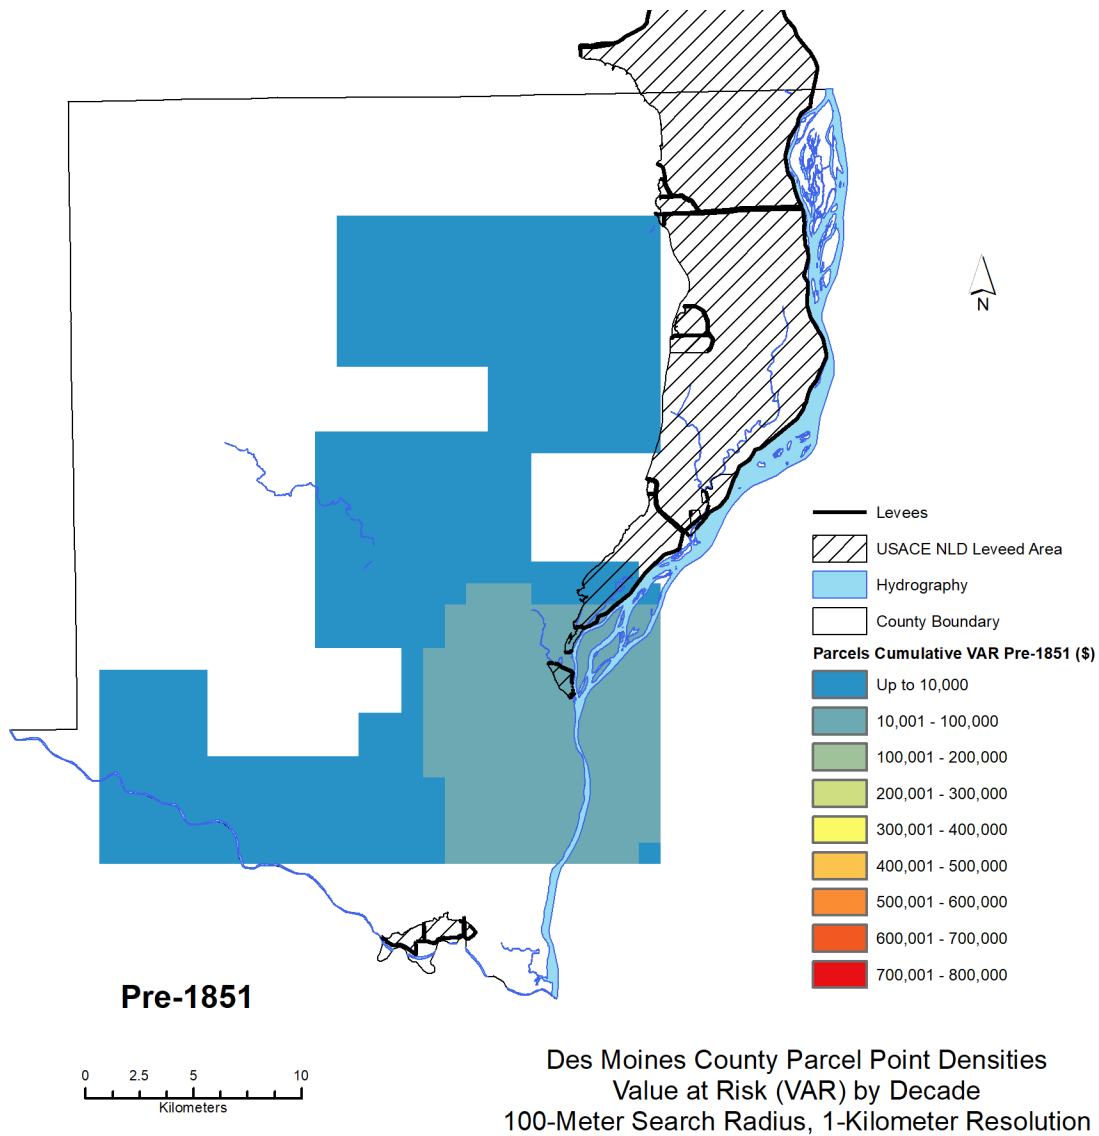 N
Levees
USACE NLD Leveed Area
Hydrography
County Boundary
Parcels Cumulative VAR Pre-1851 ($)
Up to 10,000
10,001 - 100,000
100,001 - 200,000
200,001 - 300,000
300,001 - 400,000
400,001 - 500,000
500,001 - 600,000
600,001 - 700,000
700,001 - 800,000
Pre-1851
0 2.5 5 10
Kilometers
Des Moines County Parcel Point Densities
Value at Risk (VAR) by Decade
100-Meter Search Radius, 1-Kilometer Resolution